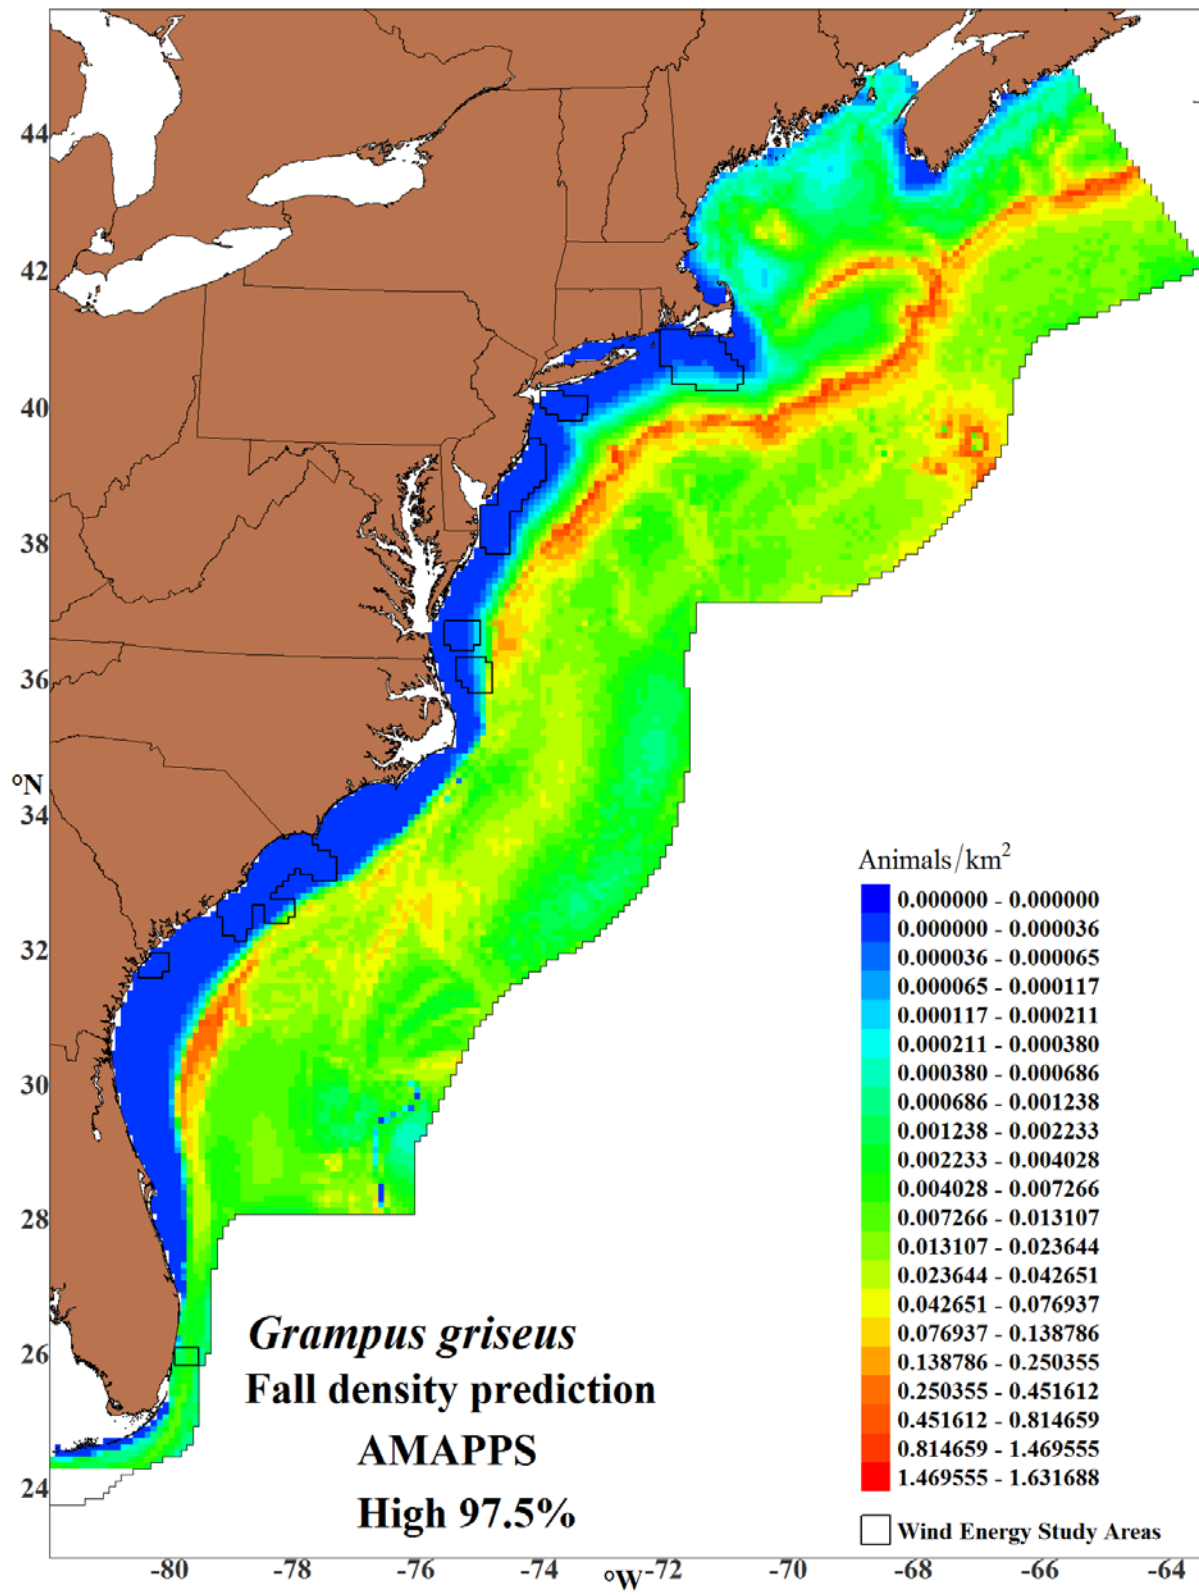 44
42
40
38
36
°N
34
32
30
28
26
24
Animals/km²
0.000000 - 0.000000
0.000000 - 0.000036
0.000036 - 0.000065
0.000065 - 0.000117
0.000117 - 0.000211
0.000211 - 0.000380
0.000380 - 0.000686
0.000686 - 0.001238
0.001238 - 0.002233
0.002233 - 0.004028
0.004028 - 0.007266
0.007266 - 0.013107
0.013107 - 0.023644
0.023644 - 0.042651
0.042651 - 0.076937
0.076937 - 0.138786
0.138786 - 0.250355
0.250355 - 0.451612
0.451612 - 0.814659
0.814659 - 1.469555
1.469555 - 1.631688
Wind Energy Study Areas
Grampus griseus
Fall density prediction
AMAPPS
High 97.5%
-80 -78 -76 -74 °W -72 -70 -68 -66 -64